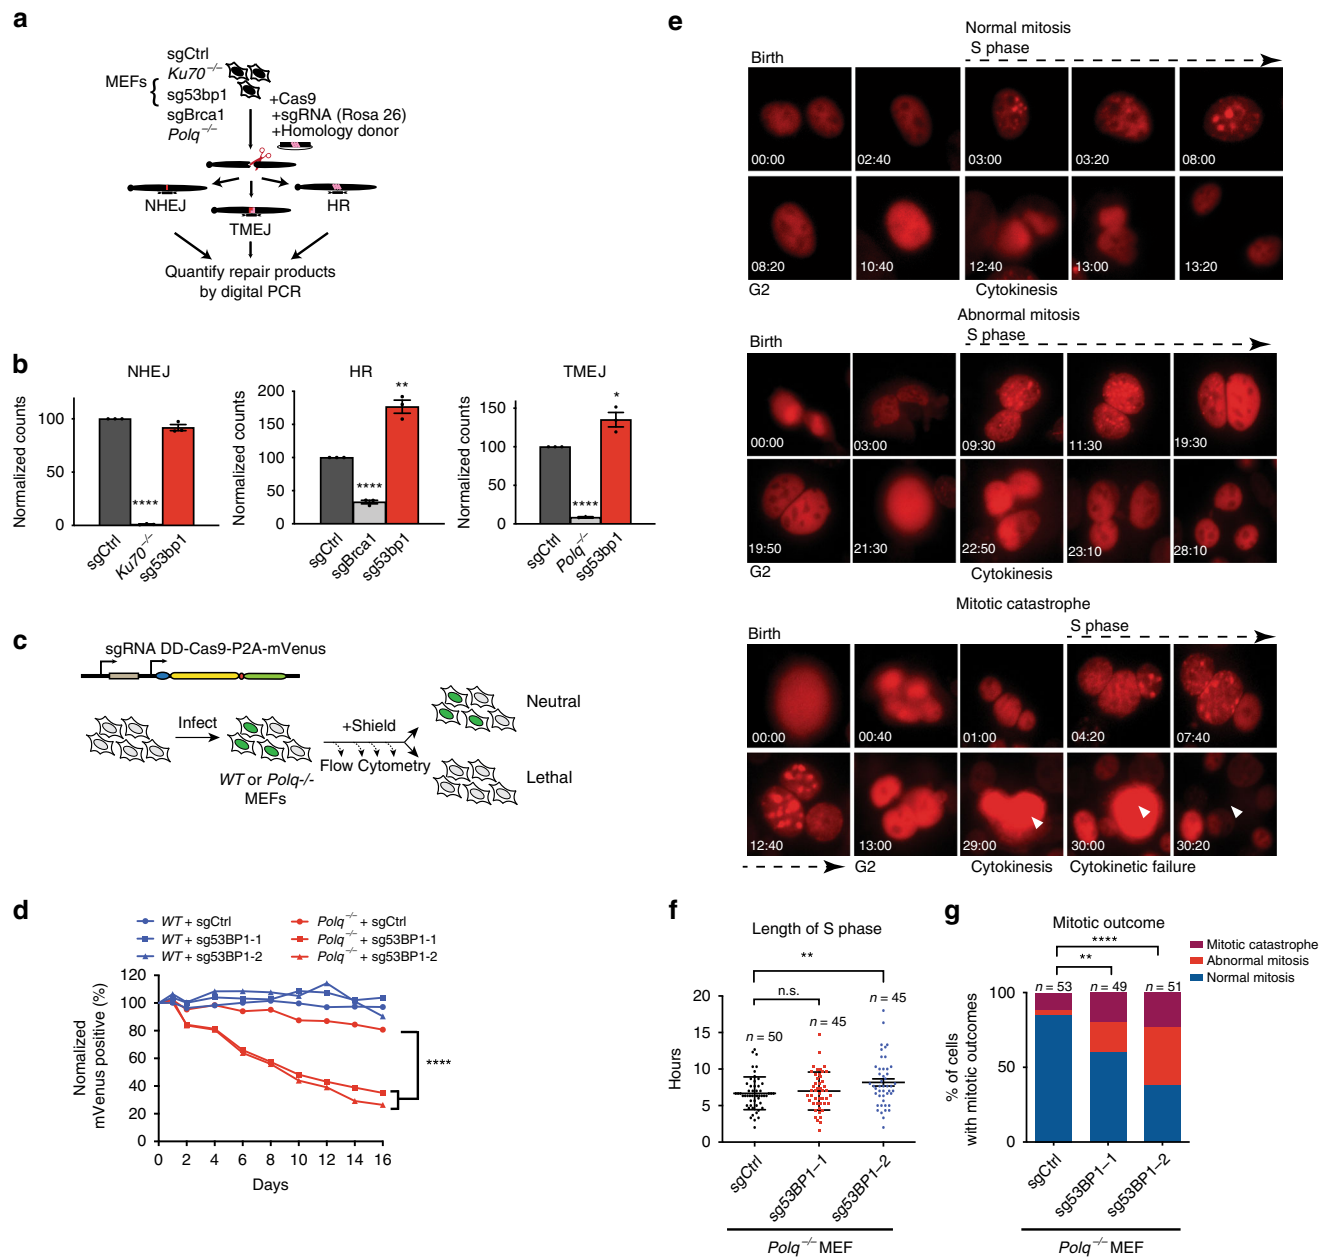 a
sgCtrl
Ku70−/−
MEFs
sg53bp1
sgBrca1
Polq−/−
+Cas9
+sgRNA (Rosa 26)
+Homology donor
NHEJ
HR
TMEJ
Quantify repair products
by digital PCR
b
NHEJ
Normalized counts
100
50
0
****
sgCtrl
Ku70−/−
sg53bp1
HR
Normalized counts
200
150
100
50
0
****
**
sgCtrl
sgBrca1
sg53bp1
TMEJ
Normalized counts
150
100
50
0
****
*
sgCtrl
Polq−/−
sg53bp1
c
sgRNA DD-Cas9-P2A-mVenus
Infect
+Shield
Flow Cytometry
Neutral
Lethal
WT or Polq-/-
MEFs
d
WT + sgCtrl
WT + sg53BP1-1
WT + sg53BP1-2
Polq−/− + sgCtrl
Polq−/− + sg53BP1-1
Polq−/− + sg53BP1-2
Nomalized
mVenus positive (%)
120
100
80
60
40
20
0
0 2 4 6 8 10 12 14 16
Days
****
e
Normal mitosis
Birth
S phase
00:00 02:40 03:00 03:20 08:00
08:20 10:40 12:40 13:00 13:20
G2 Cytokinesis
Abnormal mitosis
Birth
S phase
00:00 03:00 09:30 11:30 19:30
19:50 21:30 22:50 23:10 28:10
G2 Cytokinesis
Mitotic catastrophe
Birth
S phase
00:00 00:40 01:00 04:20 07:40
12:40 13:00 29:00 30:00 30:20
G2 Cytokinesis Cytokinetic failure
f
Length of S phase
**
n.s.
n = 50
n = 45
n = 45
Hours
20
15
10
5
0
sgCtrl
sg53BP1–1
sg53BP1–2
Polq−/− MEF
g
Mitotic outcome
****
**
n = 53 n = 49 n = 51
Mitotic catastrophe
Abnormal mitosis
Normal mitosis
% of cells
with mitotic outcomes
100
50
0
sgCtrl
sg53BP1–1
sg53BP1–2
Polq−/− MEF